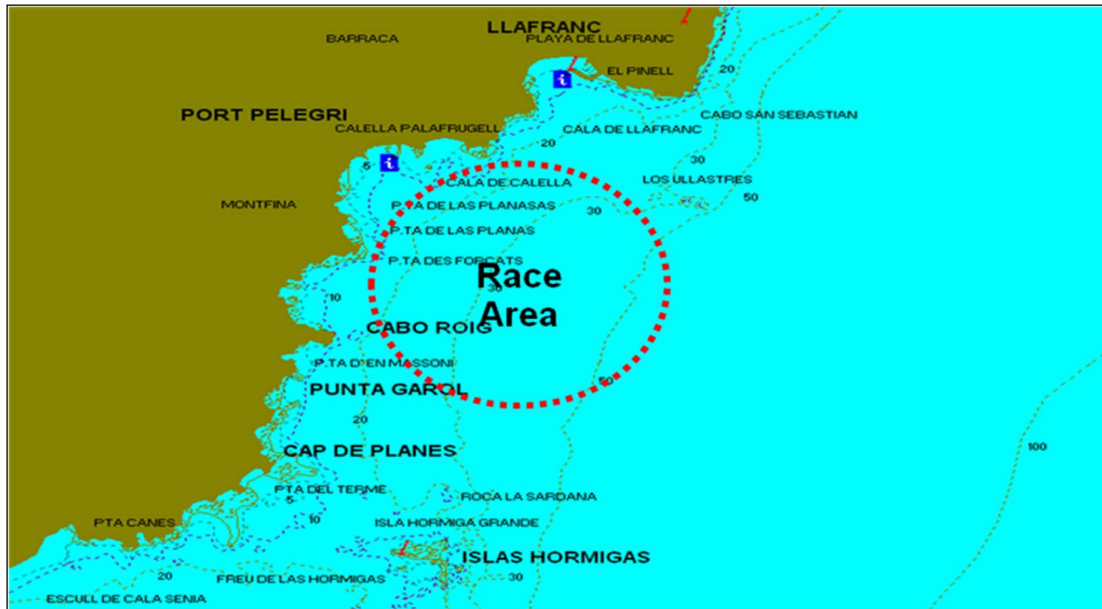 LLAFRANC
BARRACA
PLAYA DE LLAFRANC
EL PINELL
20
i
PORT PELEGRI
CABO SAN SEBASTIAN
CALELLA PALAFRUGELL
CALA DE LLAFRANC
20
30
5
i
LOS ULLASTRES
CALA DE CALELLA
50
MONTFINA
P.TA DE LAS PLANASAS
30
P.TA DE LAS PLANAS
P.TA DES FORCATS
Race
30
10
Area
CABO ROIG
P.TA D'EN MASSONI
50
PUNTA GAROL
20
100
CAP DE PLANES
PTA DEL TERME
5
ROCA LA SARDANA
10
PTA CANES
ISLA HORMIGA GRANDE
ISLAS HORMIGAS
20
FREU DE LAS HORMIGAS
30
ESCULL DE CALA SENIA